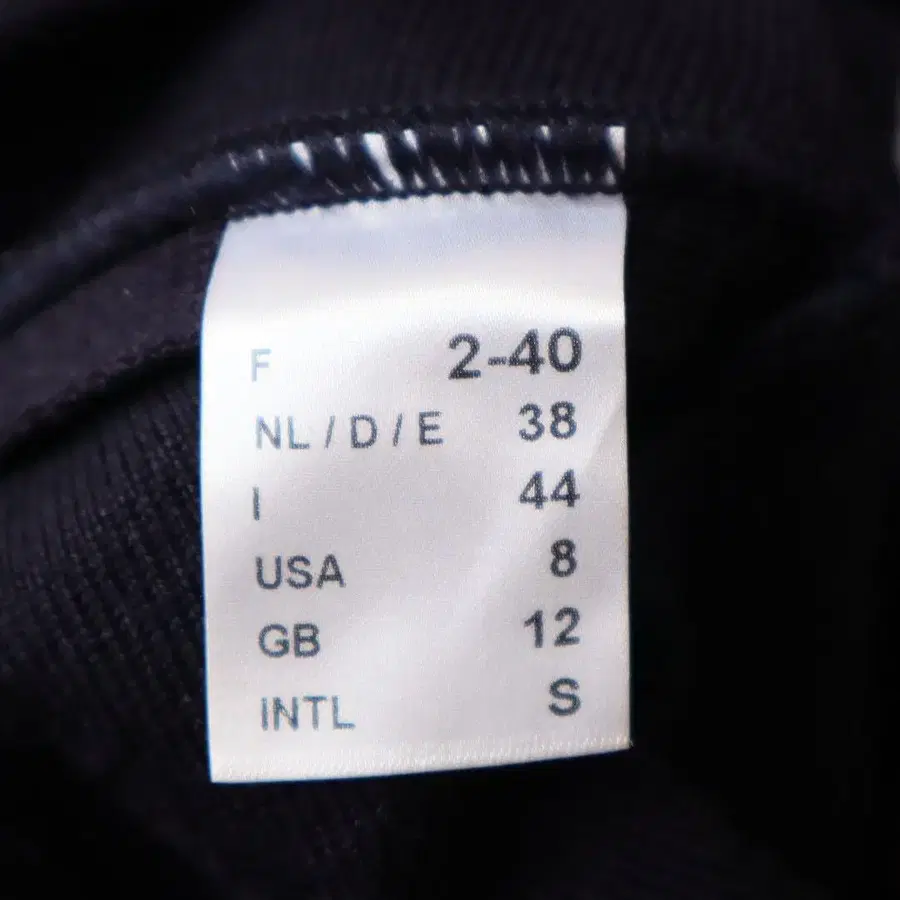 F 2-40
NL / D / E 38
I 44
USA 8
GB 12
INTL S